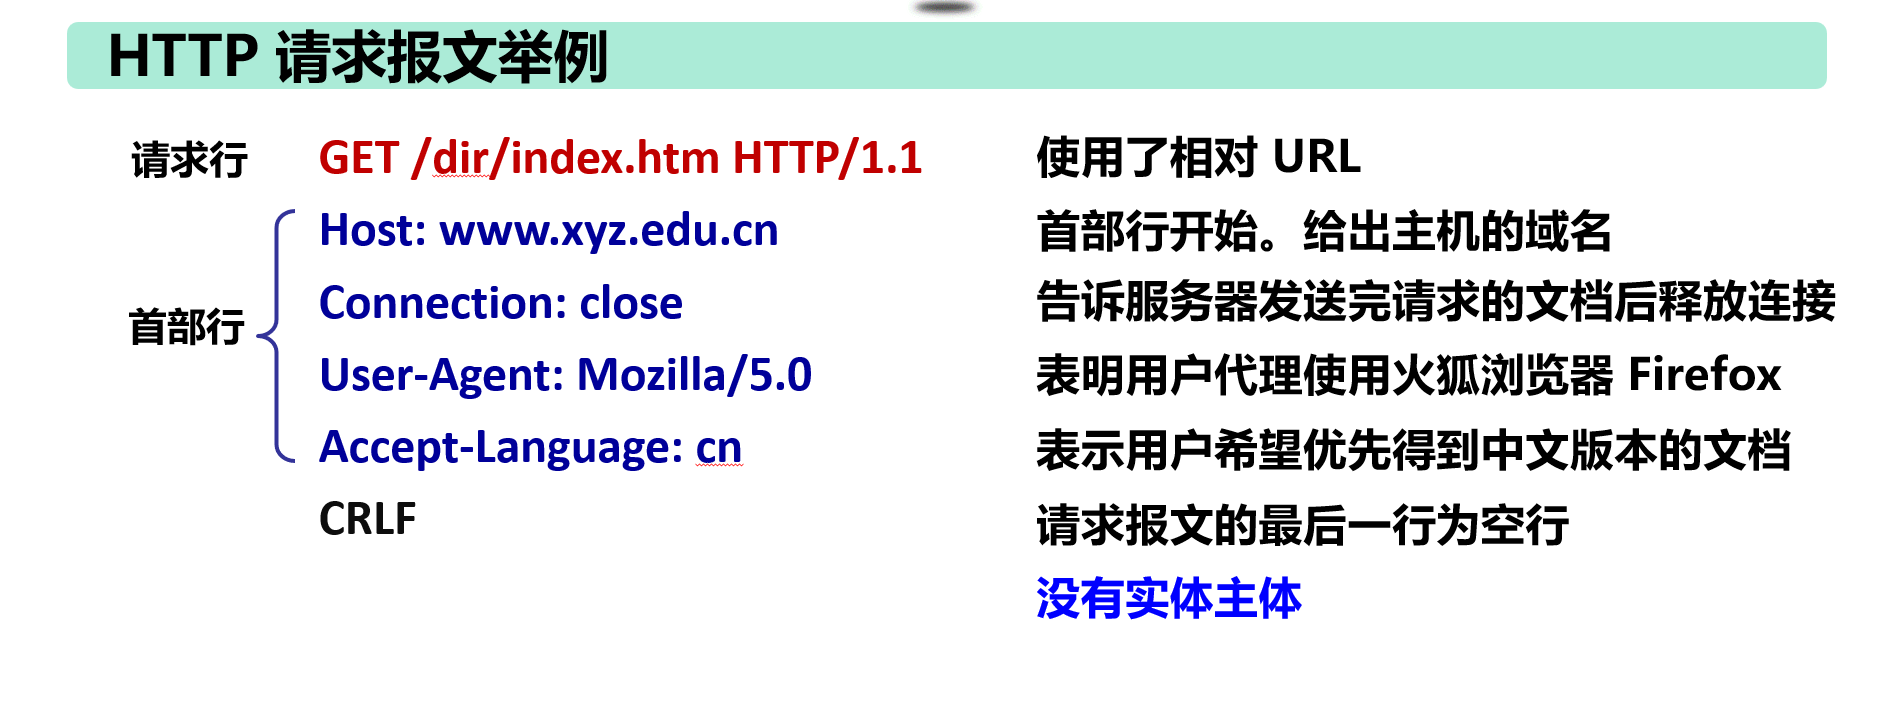 HTTP 请求报文举例
请求行 GET /dir/index.htm HTTP/1.1 使用了相对 URL
Host: www.xyz.edu.cn 首部行开始。给出主机的域名
Connection: close 告诉服务器发送完请求的文档后释放连接
首部行
User-Agent: Mozilla/5.0 表明用户代理使用火狐浏览器 Firefox
Accept-Language: cn 表示用户希望优先得到中文版本的文档
CRLF 请求报文的最后一行为空行
没有实体主体